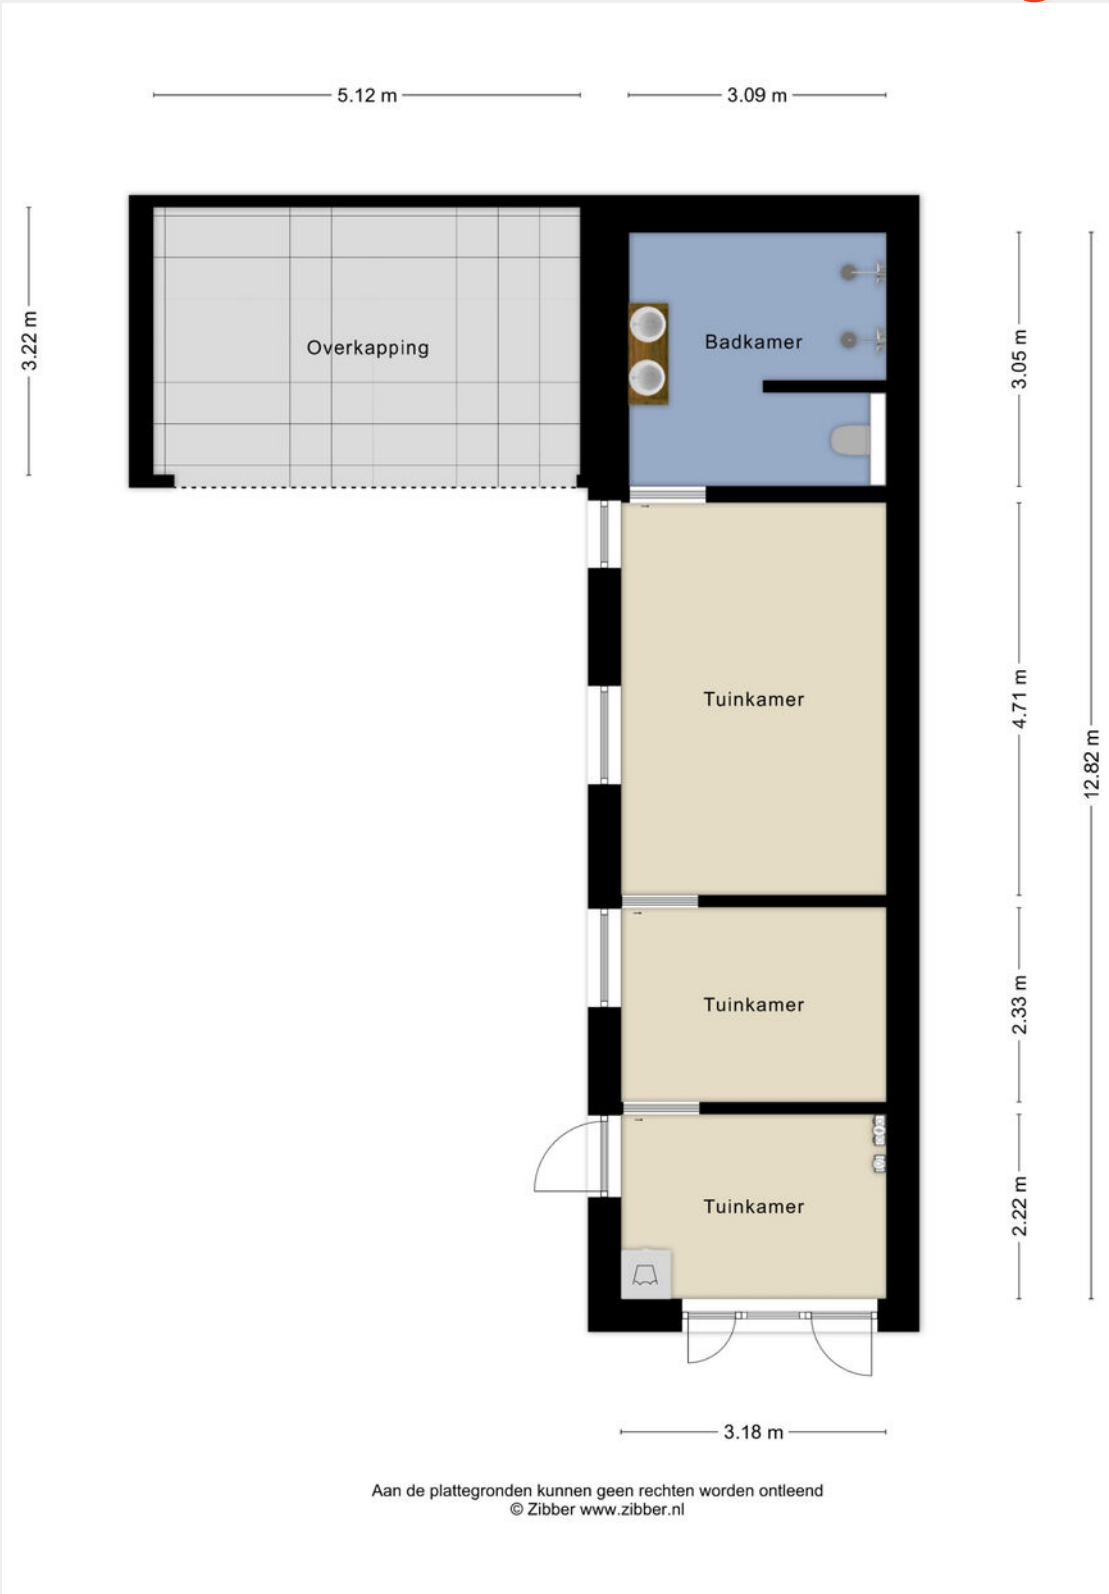 5.12 m
3.09 m
3.22 m
Overkapping
Badkamer
3.05 m
Tuinkamer
4.71 m
12.82 m
Tuinkamer
2.33 m
Tuinkamer
2.22 m
3.18 m
Aan de plattegronden kunnen geen rechten worden ontleend
© Zibber www.zibber.nl